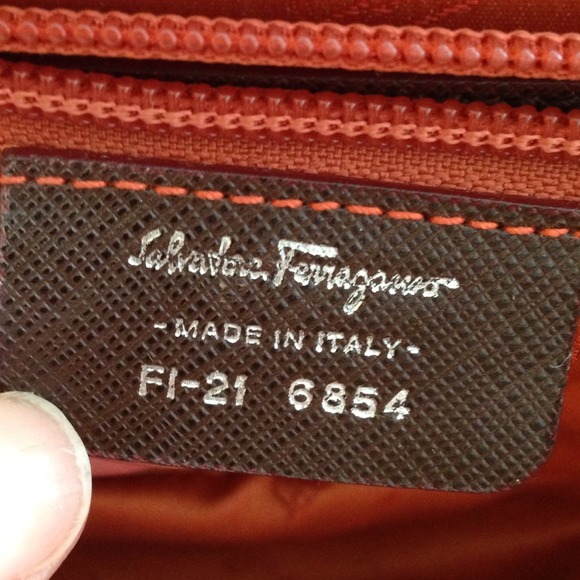 Salvatore Ferragamo
-MADE IN ITALY-
FI-21 6854